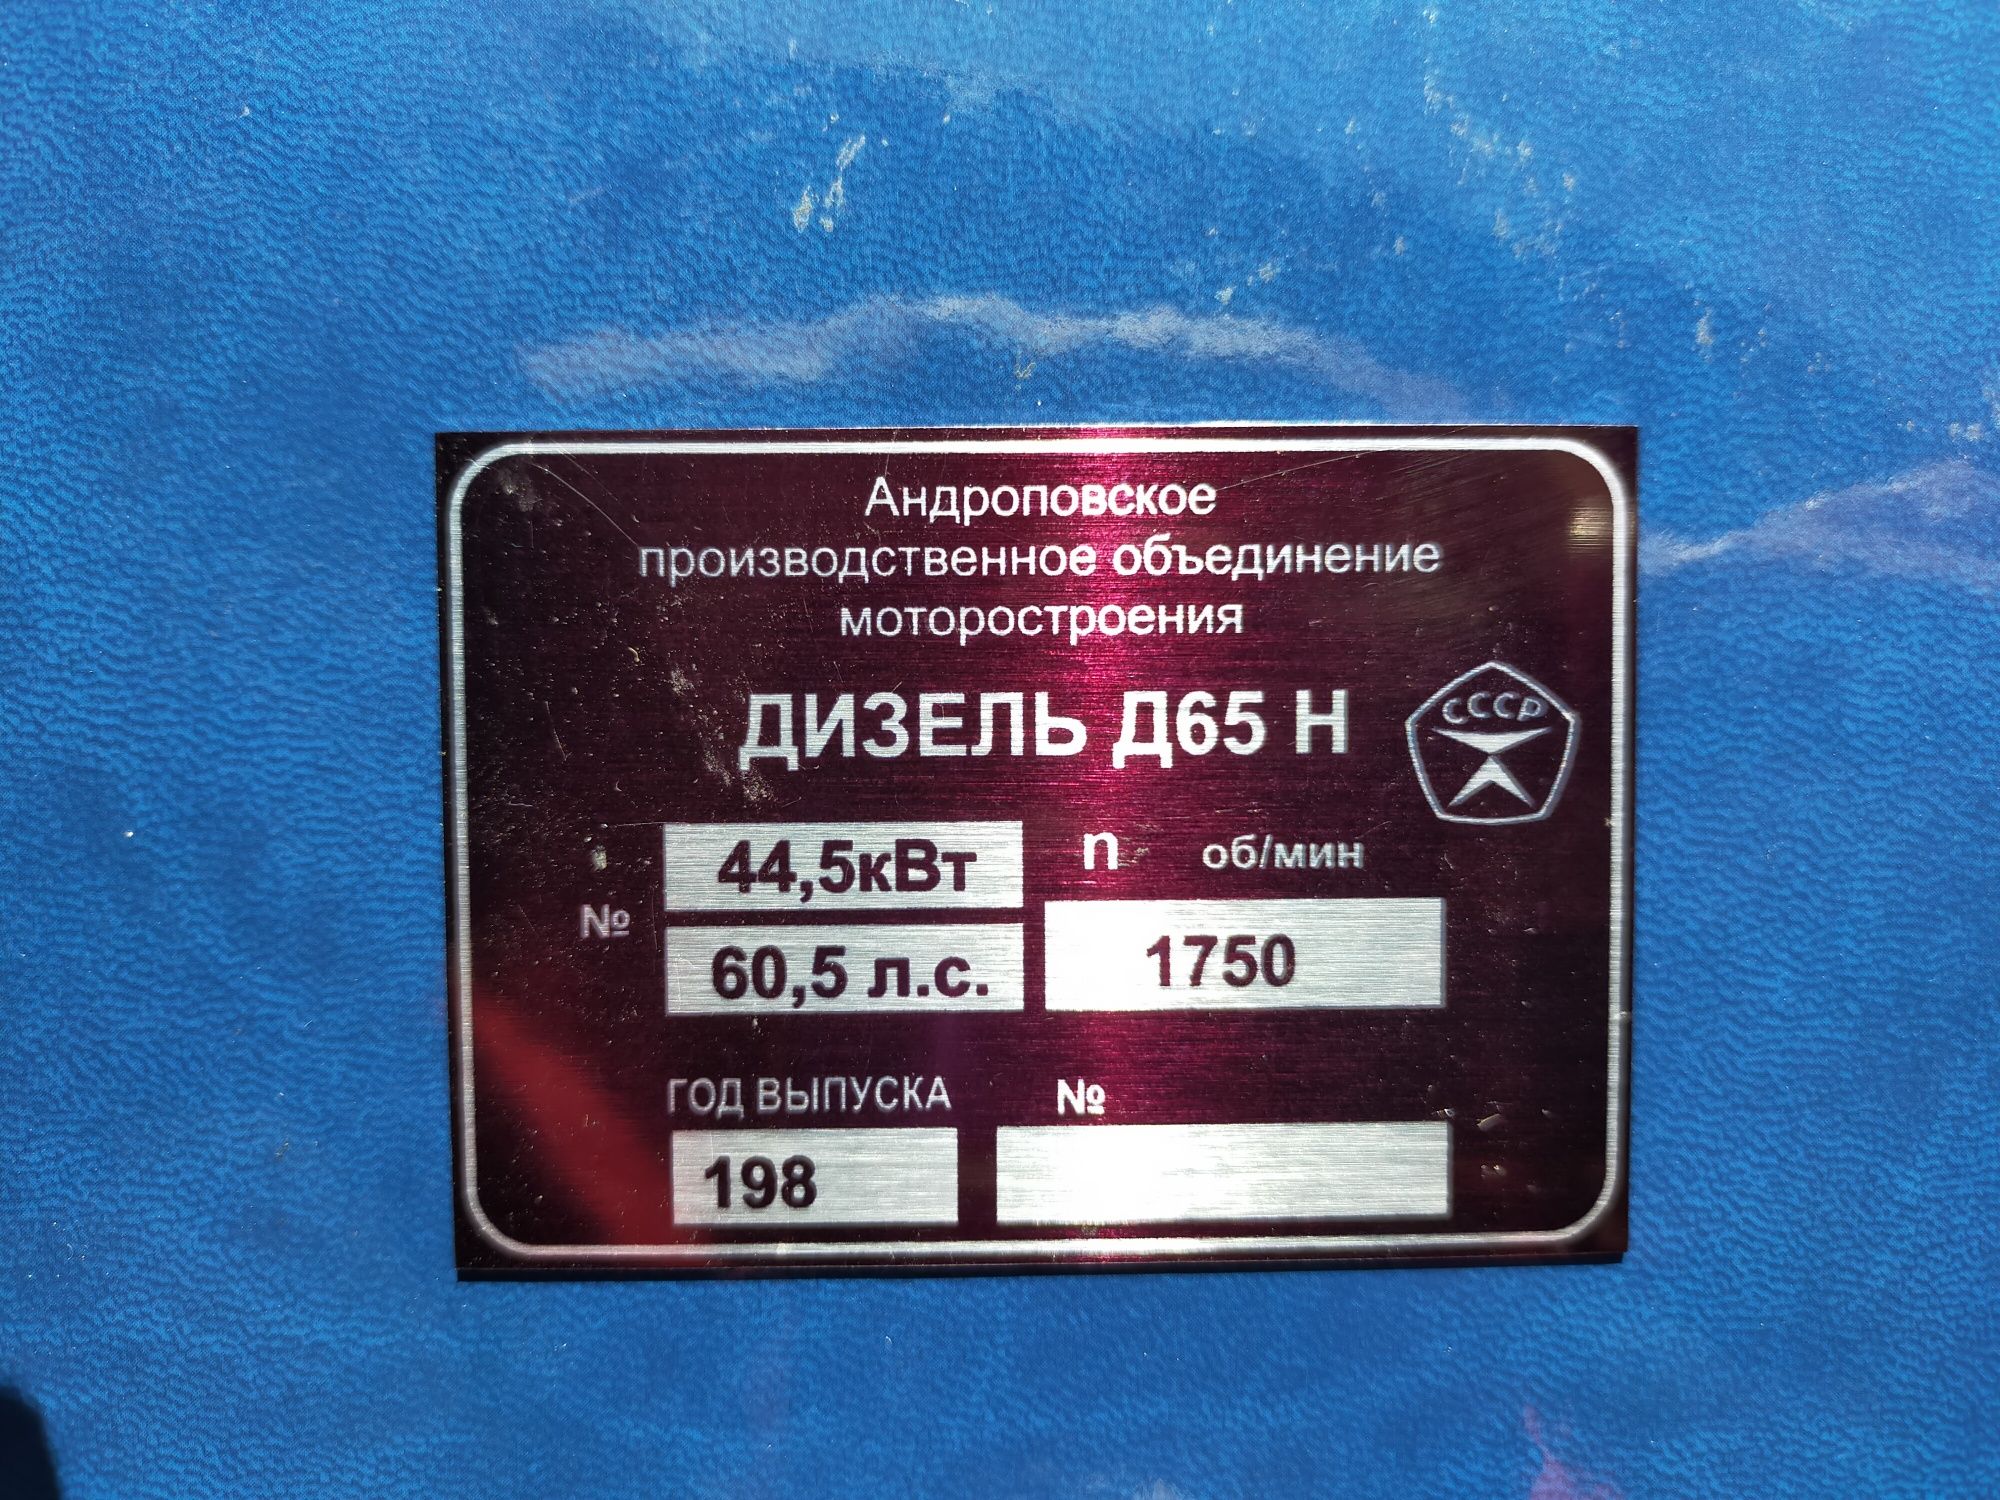 Андроповское
производственное объединение
моторостроения
ДИЗЕЛЬ Д65 Н
СССР
44,5кВт
n об/мин
№
60,5 л.с.
1750
ГОД ВЫПУСКА №
198